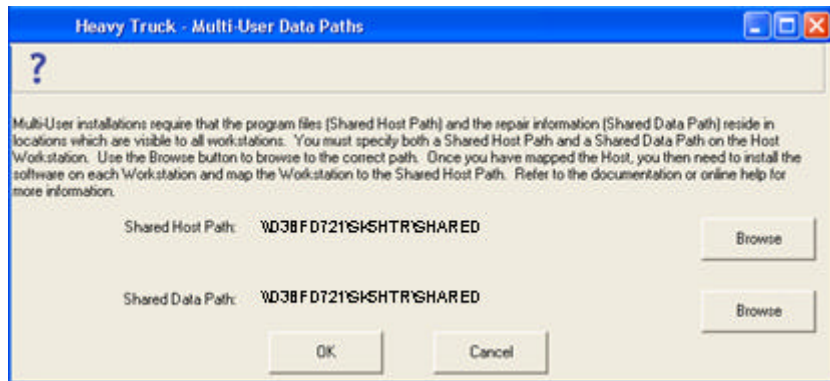 Heavy Truck - Multi-User Data Paths
?
Multi-User installations require that the program files (Shared Host Path) and the repair information (Shared Data Path) reside in
locations which are visible to all workstations. You must specify both a Shared Host Path and a Shared Data Path on the Host
Workstation. Use the Browse button to browse to the correct path. Once you have mapped the Host, you then need to install the
software on each Workstation and map the Workstation to the Shared Host Path. Refer to the documentation or online help for
more information.
Shared Host Path: \\D3BFD721\SKSHTR\SHARED
Browse
Shared Data Path: \\D3BFD721\SKSHTR\SHARED
Browse
OK Cancel